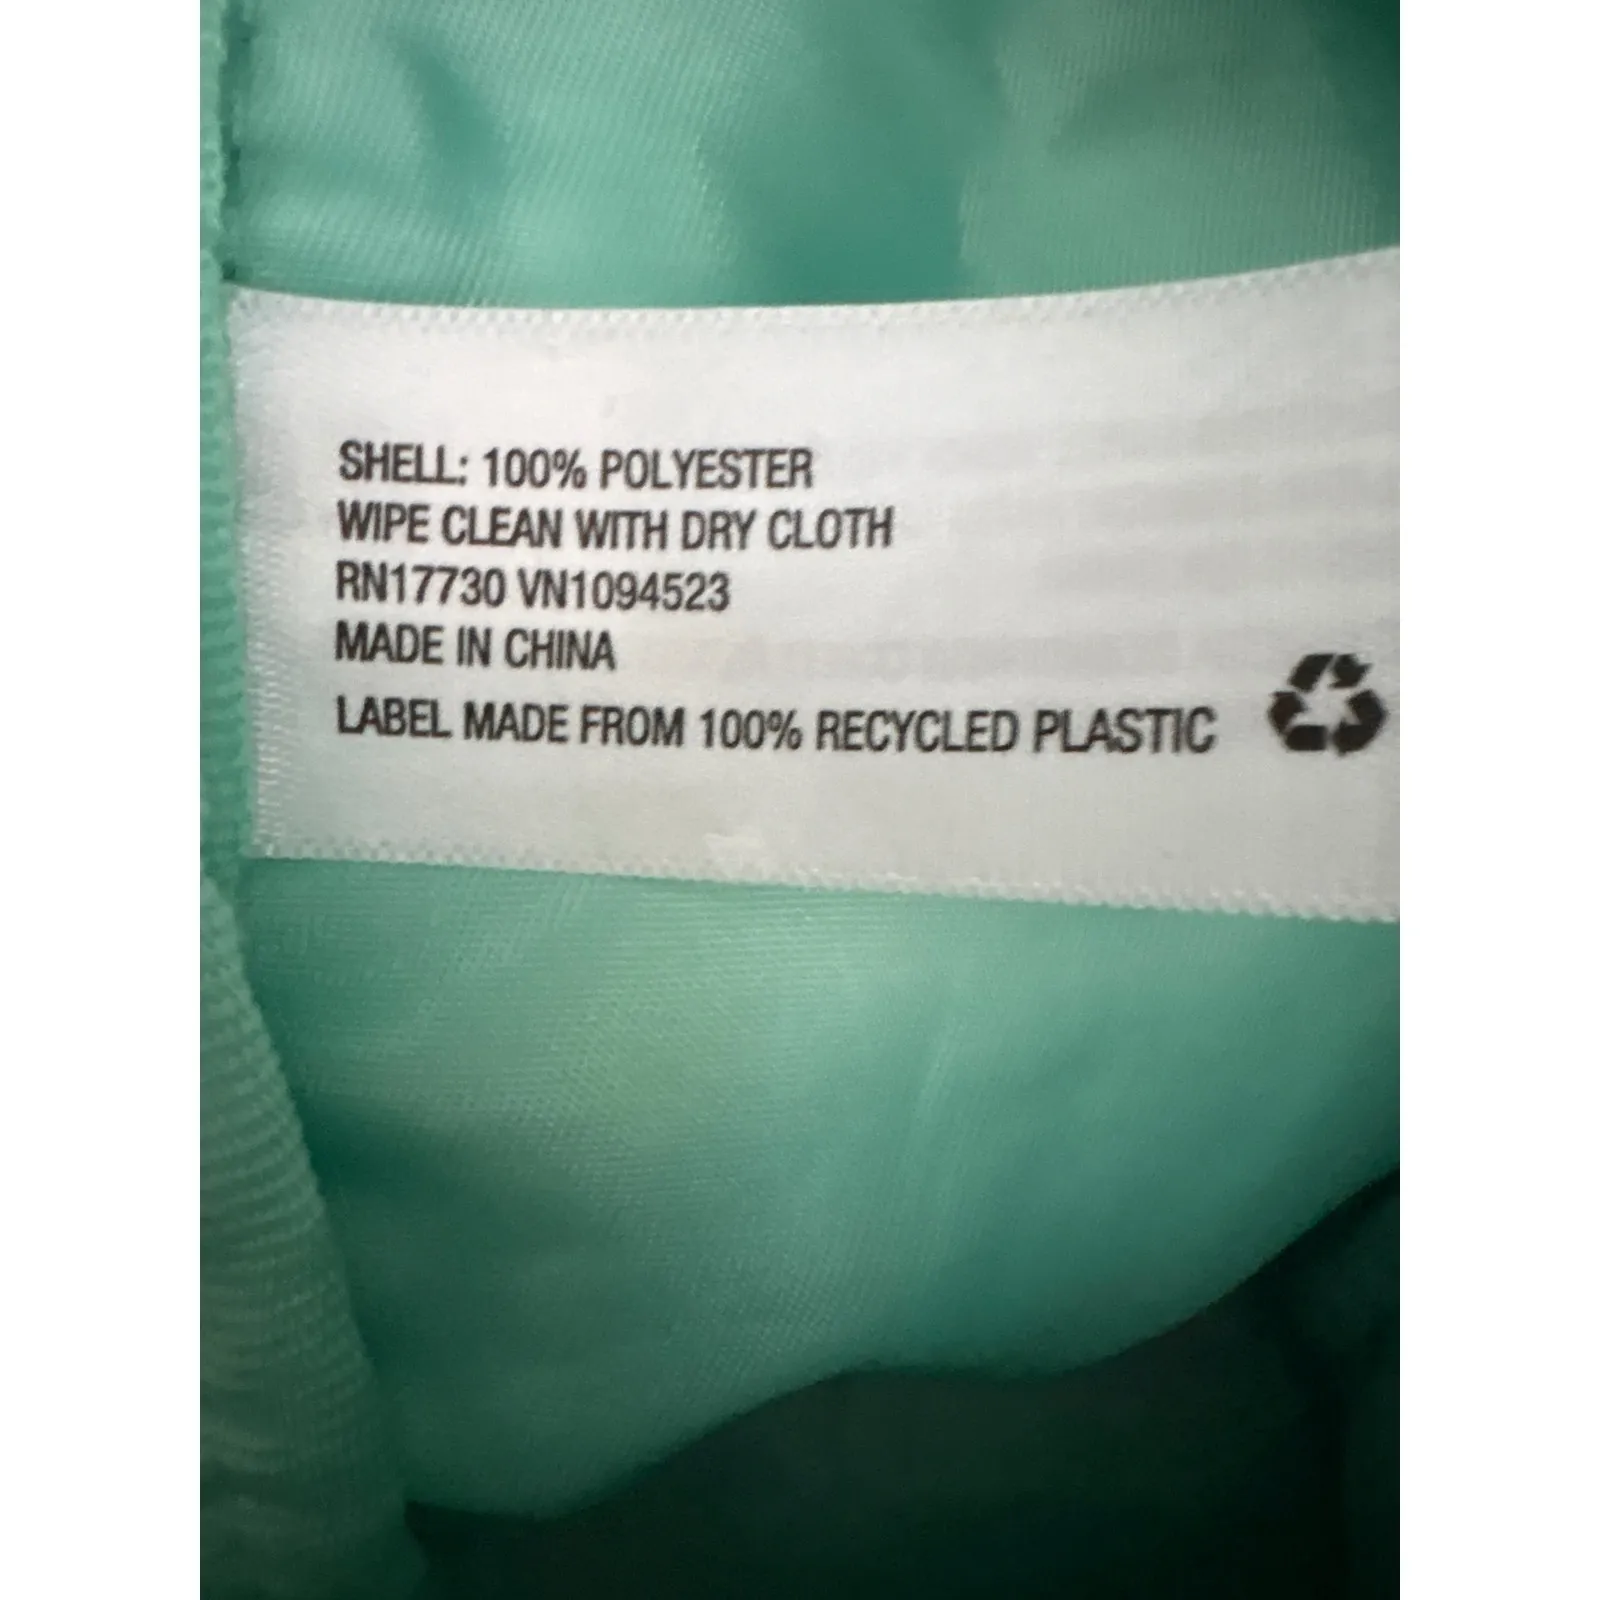 SHELL: 100% POLYESTER
WIPE CLEAN WITH DRY CLOTH
RN17730 VN1094523
MADE IN CHINA
LABEL MADE FROM 100% RECYCLED PLASTIC